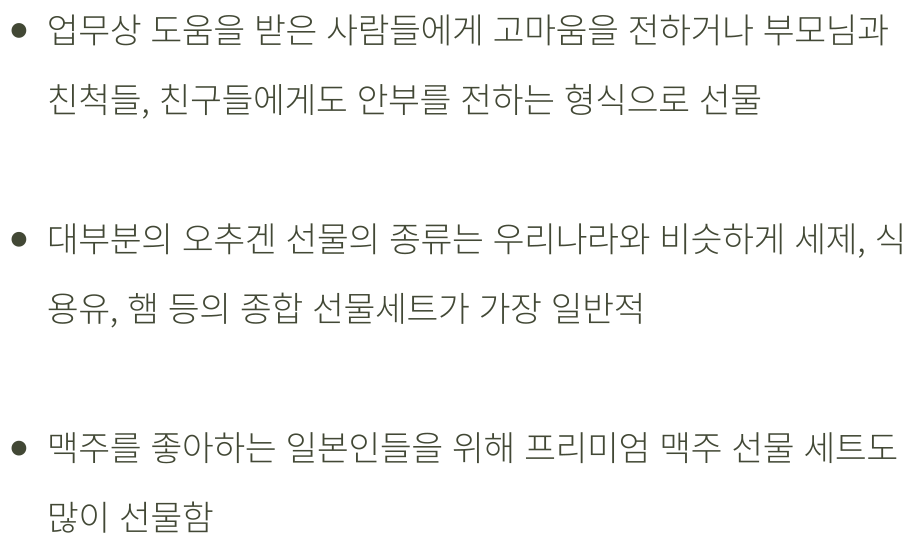 ● 업무상 도움을 받은 사람들에게 고마움을 전하거나 부모님과
친척들, 친구들에게도 안부를 전하는 형식으로 선물
● 대부분의 오추겐 선물의 종류는 우리나라와 비슷하게 세제, 식
용유, 햄 등의 종합 선물세트가 가장 일반적
● 맥주를 좋아하는 일본인들을 위해 프리미엄 맥주 선물 세트도
많이 선물함